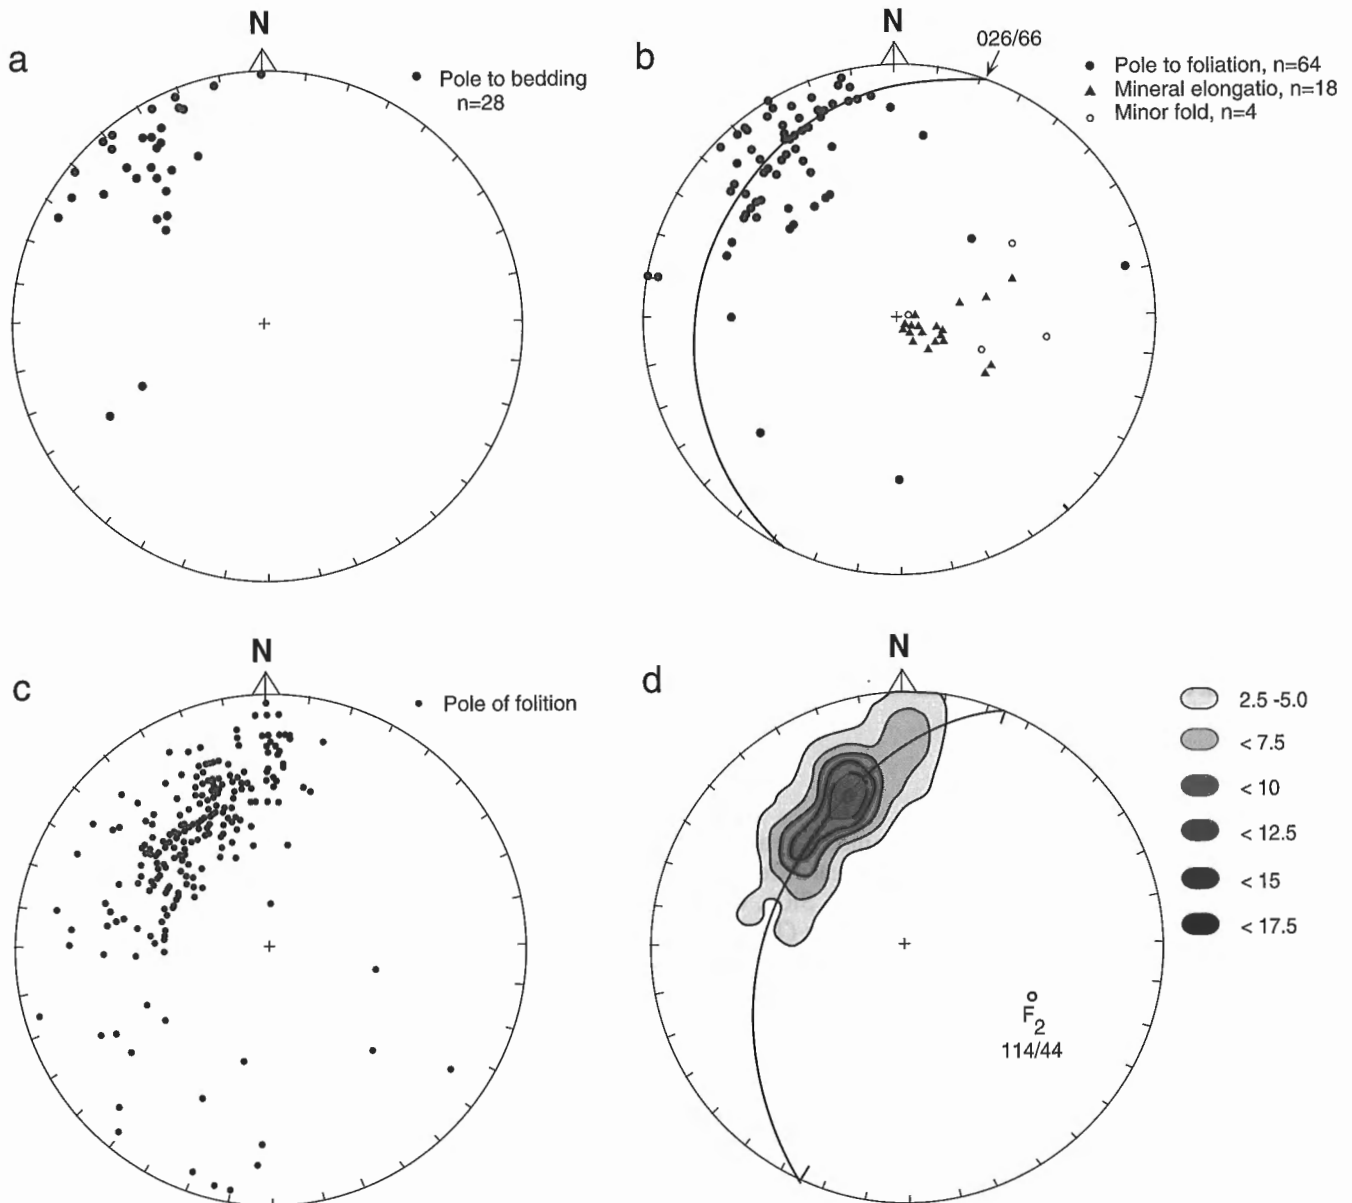 a
N
Pole to bedding
n=28
b
N
026/66
Pole to foliation, n=64
Mineral elongatio, n=18
Minor fold, n=4
c
N
Pole of folition
d
N
F2
114/44
2.5 -5.0
< 7.5
< 10
< 12.5
< 15
< 17.5